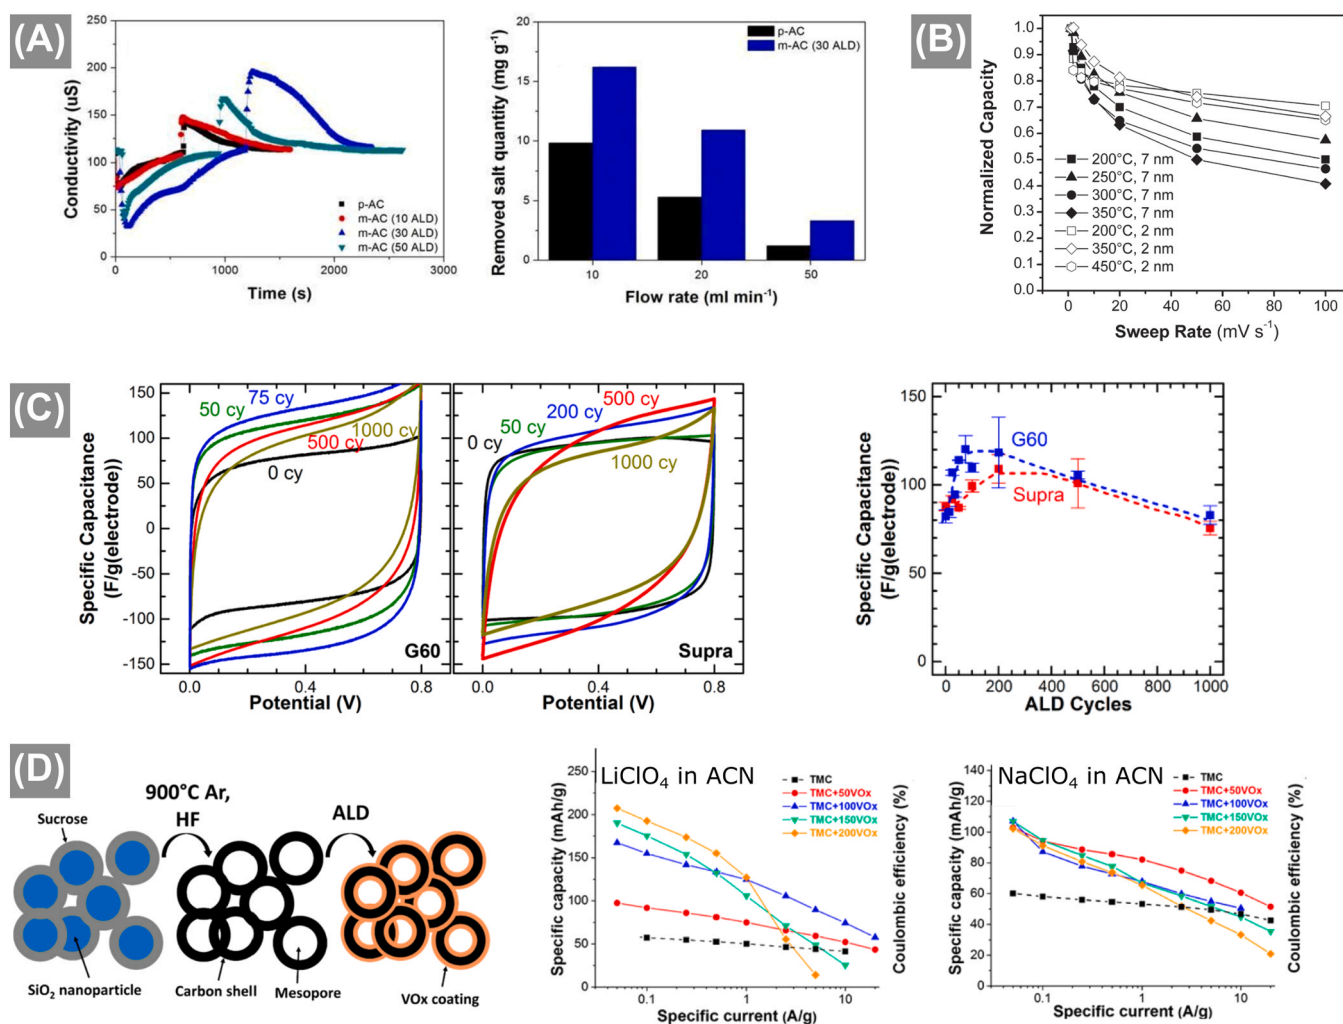 (A)
Conductivity (uS)
250
200
150
100
50
0
0
1000
2000
3000
Time (s)
p-AC
m-AC (10 ALD)
m-AC (30 ALD)
m-AC (50 ALD)
Removed salt quantity (mg g-1)
20
15
10
5
0
10
20
50
Flow rate (ml min-1)
p-AC
m-AC (30 ALD)
(B)
Normalized Capacity
1.0
0.9
0.8
0.7
0.6
0.5
0.4
0.3
0.2
0.1
0.0
200°C, 7 nm
250°C, 7 nm
300°C, 7 nm
350°C, 7 nm
200°C, 2 nm
350°C, 2 nm
450°C, 2 nm
0
20
40
60
80
100
Sweep Rate (mV s-1)
(C)
Specific Capacitance
(F/g(electrode))
150
100
50
0
-50
-100
-150
50 cy
75 cy
1000 cy
500 cy
0 cy
G60
0.0
0.4
0.8
Potential (V)
0 cy
50 cy
200 cy
500 cy
1000 cy
Supra
0.0
0.4
0.8
Potential (V)
Specific Capacitance
(F/g(electrode))
150
100
50
0
G60
Supra
0
200
400
600
800
1000
ALD Cycles
(D)
900°C Ar,
HF
ALD
Sucrose
SiO2 nanoparticle
Carbon shell
Mesopore
VOx coating
LiClO4 in ACN
Specific capacity (mAh/g)
250
200
150
100
50
0
TMC
TMC+50VOx
TMC+100VOx
TMC+150VOx
TMC+200VOx
0.1
1
10
Specific current (A/g)
Coulombic efficiency (%)
NaClO4 in ACN
Specific capacity (mAh/g)
140
120
100
80
60
40
20
0
TMC
TMC+50VOx
TMC+100VOx
TMC+150VOx
TMC+200VOx
0.1
1
10
Specific current (A/g)
Coulombic efficiency (%)